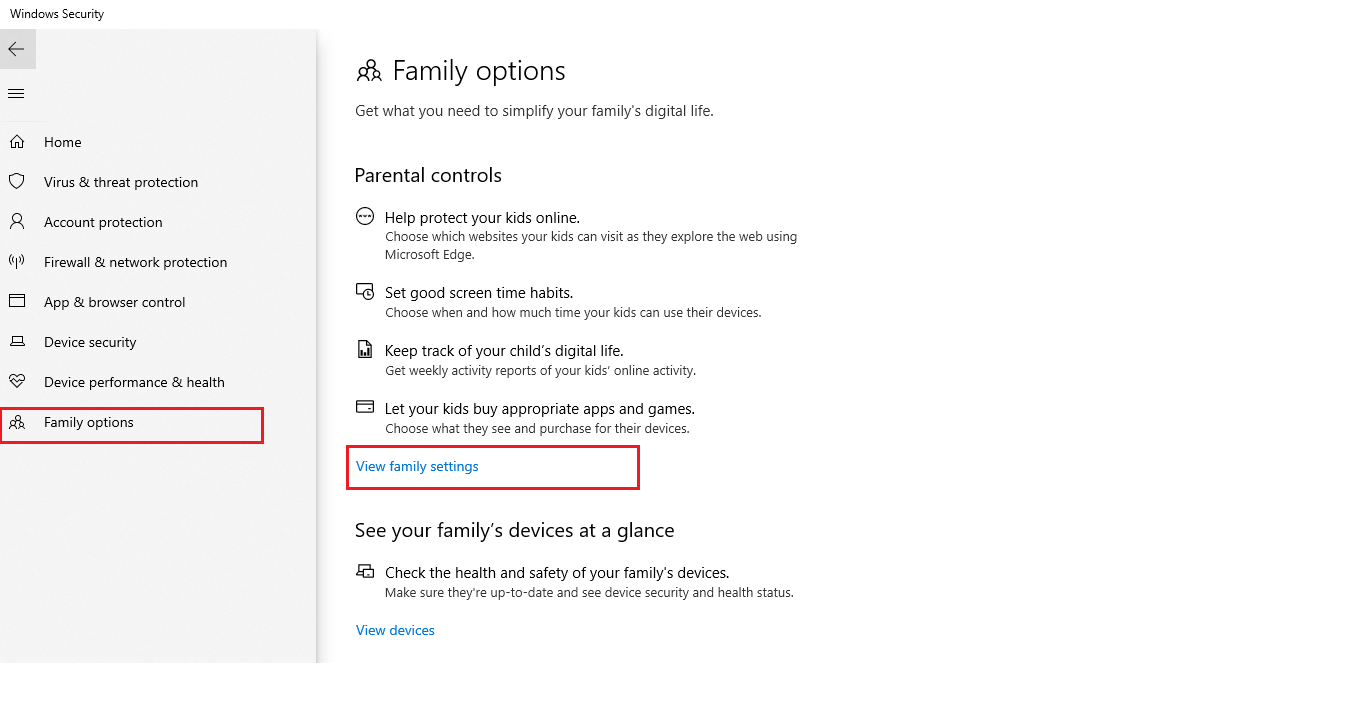 Windows Security
Home
Virus & threat protection
Account protection
Firewall & network protection
App & browser control
Device security
Device performance & health
Family options
Family options
Get what you need to simplify your family's digital life.
Parental controls
Help protect your kids online.
Choose which websites your kids can visit as they explore the web using
Microsoft Edge.
Set good screen time habits.
Choose when and how much time your kids can use their devices.
Keep track of your child’s digital life.
Get weekly activity reports of your kids’ online activity.
Let your kids buy appropriate apps and games.
Choose what they see and purchase for their devices.
View family settings
See your family’s devices at a glance
Check the health and safety of your family's devices.
Make sure they're up-to-date and see device security and health status.
View devices